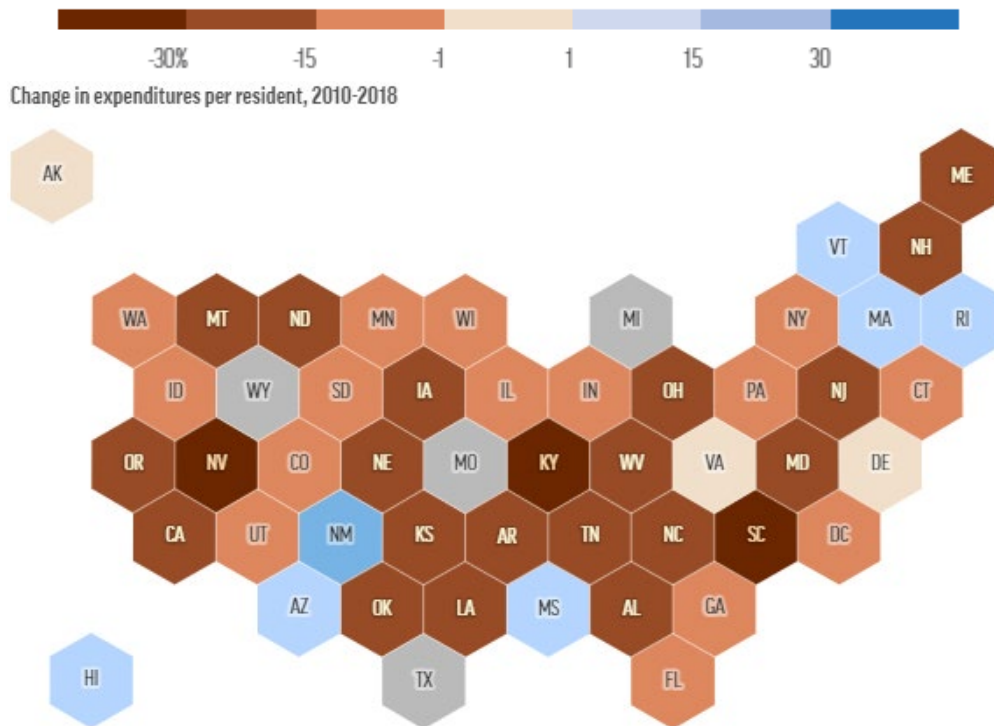 -30% -15 -1 1 15 30
Change in expenditures per resident, 2010-2018
AK
ME
VT NH
WA MT ND MN WI MI NY MA RI
ID WY SD IA IL IN OH PA NJ CT
OR NV CO NE MO KY WV VA MD DE
CA UT NM KS AR TN NC SC DC
AZ OK LA MS AL GA
HI TX FL